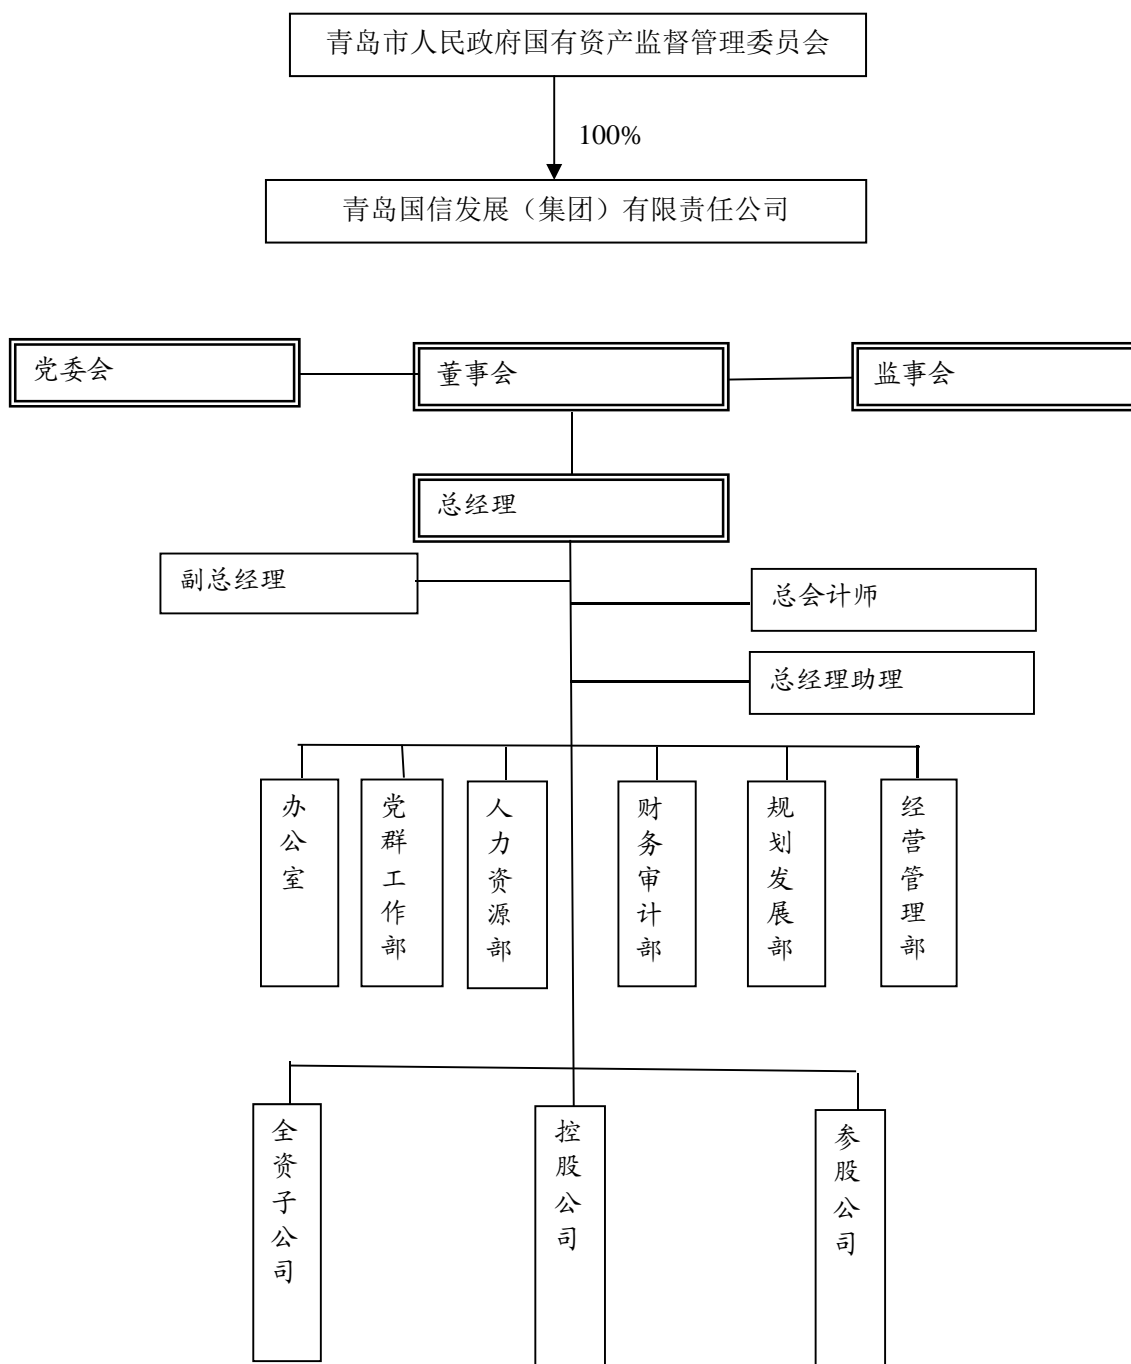 青岛市人民政府国有资产监督管理委员会
100%
青岛国信发展（集团）有限责任公司
党委会
董事会
监事会
总经理
副总经理
总会计师
总经理助理
办公室
党群工作部
人力资源部
财务审计部
规划发展部
经营管理部
全资子公司
控股公司
参股公司